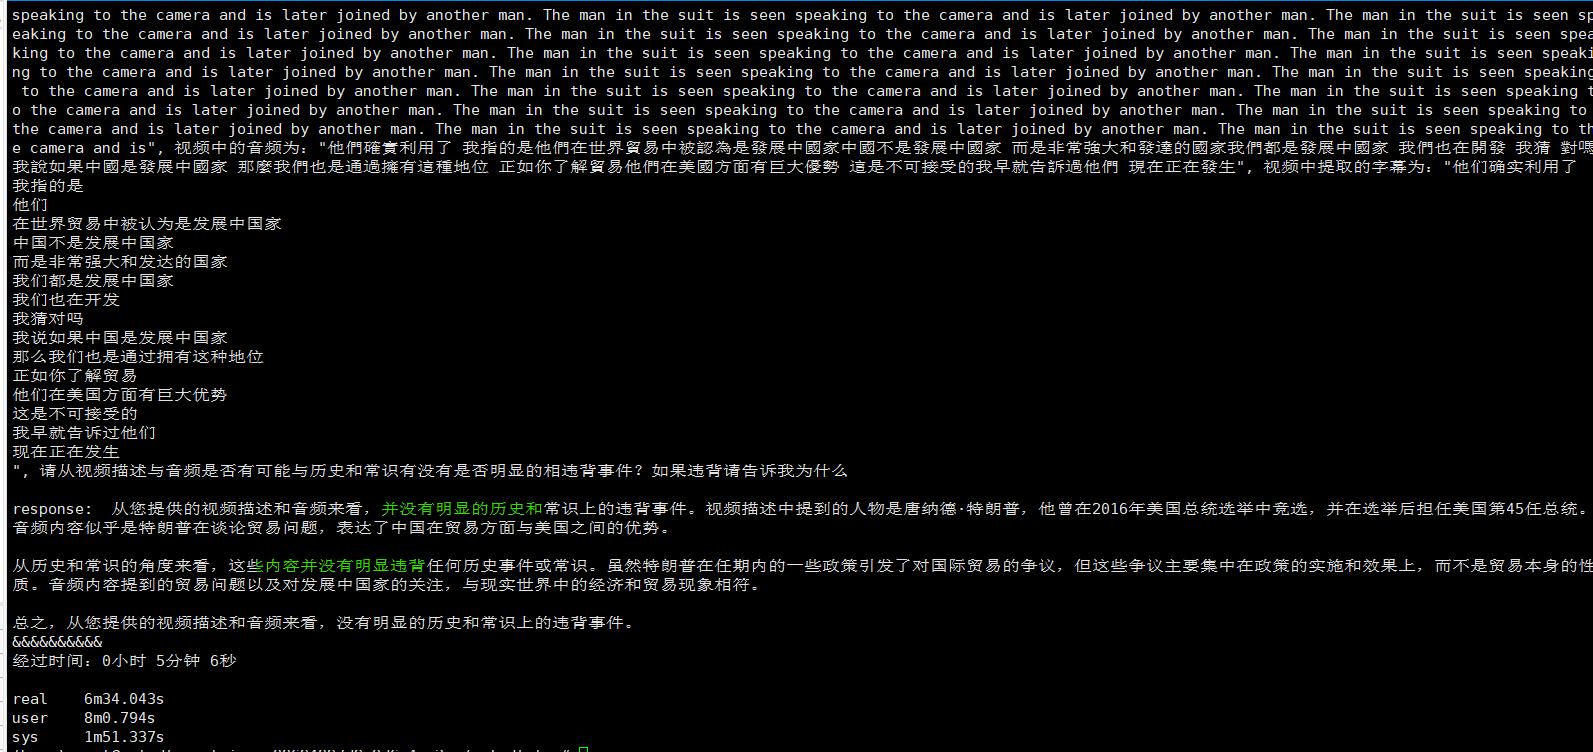 speaking to the camera and is later joined by another man. The man in the suit is seen speaking to the camera and is later joined by another man. The man in the suit is seen sp
eaking to the camera and is later joined by another man. The man in the suit is seen speaking to the camera and is later joined by another man. The man in the suit is seen spea
king to the camera and is later joined by another man. The man in the suit is seen speaking to the camera and is later joined by another man. The man in the suit is seen speaki
ng to the camera and is later joined by another man. The man in the suit is seen speaking to the camera and is later joined by another man. The man in the suit is seen speaking
to the camera and is later joined by another man. The man in the suit is seen speaking to the camera and is later joined by another man. The man in the suit is seen speaking t
o the camera and is later joined by another man. The man in the suit is seen speaking to the camera and is later joined by another man. The man in the suit is seen speaking to
the camera and is later joined by another man. The man in the suit is seen speaking to the camera and is later joined by another man. The man in the suit is seen speaking to th
e camera and is", 视频中的音频为："他們確實利用了 我指的是他們在世界貿易中被認為是發展中國家中國不是發展中國家 而是非常強大和發達的國家我們都是發展中國家 我們也在開發 我猜 對嗎
我說如果中國是發展中國家 那麼我們也是通過擁有這種地位 正如你了解貿易他們在美國方面有巨大優勢 這是不可接受的我早就告訴過他們 現在正在發生", 视频中提取的字幕为："他们确实利用了
我指的是
他们
在世界贸易中被认为是发展中国家
中国不是发展中国家
而是非常强大和发达的国家
我们都是发展中国家
我们也在开发
我猜对吗
我说如果中国是发展中国家
那么我们也是通过拥有这种地位
正如你了解贸易
他们在美国方面有巨大优势
这是不可接受的
我早就告诉过他们
现在正在发生
", 请从视频描述与音频是否有可能与历史和常识有没有是否明显的相违背事件？如果违背请告诉我为什么
response: 从您提供的视频描述和音频来看，并没有明显的历史和常识上的违背事件。视频描述中提到的人物是唐纳德·特朗普，他曾在2016年美国总统选举中竞选，并在选举后担任美国第45任总统。
音频内容似乎是特朗普在谈论贸易问题，表达了中国在贸易方面与美国之间的优势。
从历史和常识的角度来看，这些内容并没有明显违背任何历史事件或常识。虽然特朗普在任期内的一些政策引发了对国际贸易的争议，但这些争议主要集中在政策的实施和效果上，而不是贸易本身的性
质。音频内容提到的贸易问题以及对发展中国家的关注，与现实世界中的经济和贸易现象相符。
总之，从您提供的视频描述和音频来看，没有明显的历史和常识上的违背事件。
&&&&&&&&&&
经过时间：0小时 5分钟 6秒
real 6m34.043s
user 8m0.794s
sys 1m51.337s